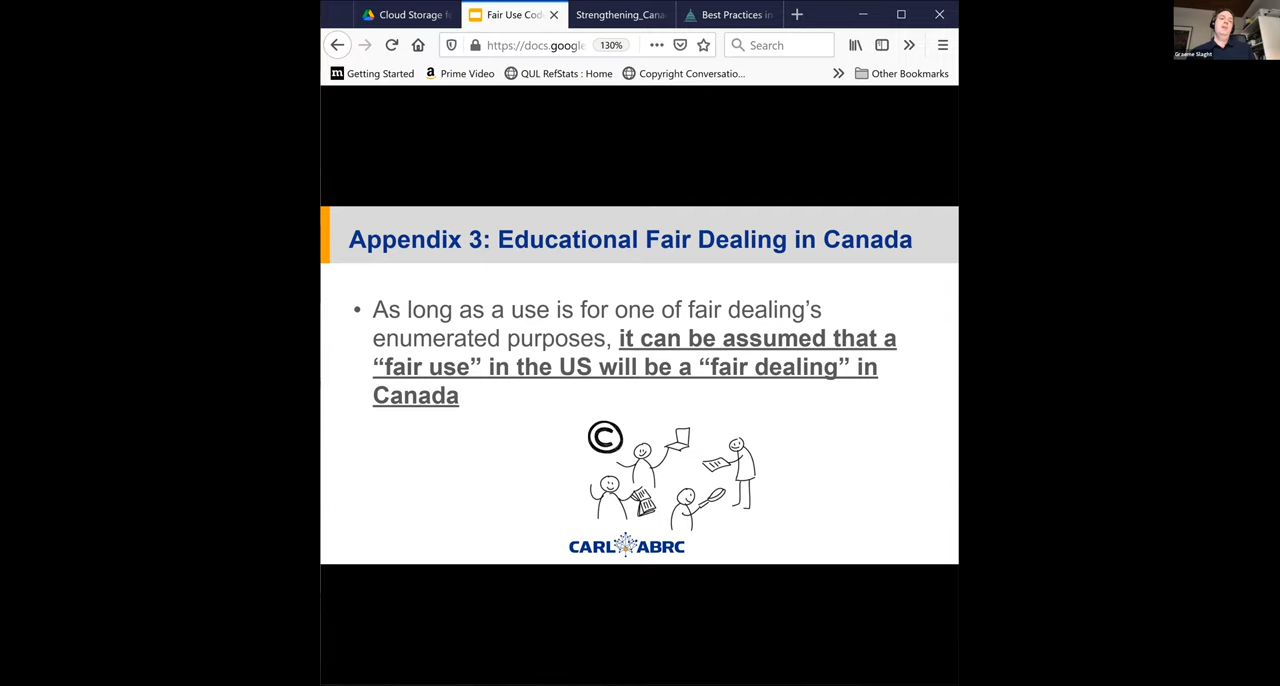 Cloud Storage f
Fair Use Cod
Strengthening_Cana
Best Practices in
https://docs.google
130%
Search
Getting Started
Prime Video
QUL RefStats : Home
Copyright Conversatio...
Other Bookmarks
Graeme Slaght
Appendix 3: Educational Fair Dealing in Canada
• As long as a use is for one of fair dealing’s
enumerated purposes, it can be assumed that a
“fair use” in the US will be a “fair dealing” in
Canada
©
CARL ABRC